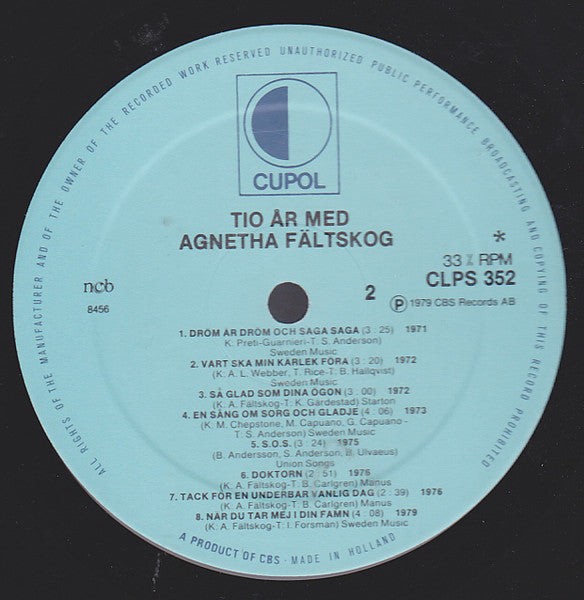 ALL RIGHTS OF THE MANUFACTURER, AND OF THE OWNER OF THE RECORDED WORK RESERVED UNAUTHORIZED PUBLIC PERFORMANCE BROADCASTING AND COPYING OF THIS RECORD PROHIBITED
CUPOL
TIO ÅR MED
AGNETHA FÄLTSKOG
*
33 ⅓ RPM
CLPS 352
ncb
8456
2
Ⓟ 1979 CBS Records AB
1. DRÖM ÄR DRÖM OCH SAGA SAGA (3 : 25) 1971
K. Preti-Guarnieri-T. S. Anderson)
Sweden Music
2. VART SKA MIN KÄRLEK FÖRA (3 : 20) 1972
(K. A. L. Webber, T. Rice-T. B. Hallqvist)
Sweden Music
3. SÅ GLAD SOM DINA ÖGON (3 : 00) 1972
(K. A. Fältskog-T. K. Gärdestad) Starton
4. EN SÅNG OM SORG OCH GLÄDJE (4 : 06) 1973
(K. M. Chepstone, M. Capuano, G. Capuano -
T. S. Anderson) Sweden Music
5. S.O.S. (3 : 24) 1975
(B. Andersson, S. Anderson, B. Ulvaeus)
Union Songs
6. DOKTORN (2 : 51) 1976
(K. A. Fältskog-T. B. Carlgren) Manus
7. TACK FÖR EN UNDERBAR VANLIG DAG (2 : 39) 1976
(K. A. Fältskog-T. B. Carlgren) Manus
8. NÄR DU TAR MEJ I DIN FAMN (4 : 08) 1979
(K. A. Fältskog-T. I. Forsman) Sweden Music
A PRODUCT OF CBS · MADE IN HOLLAND